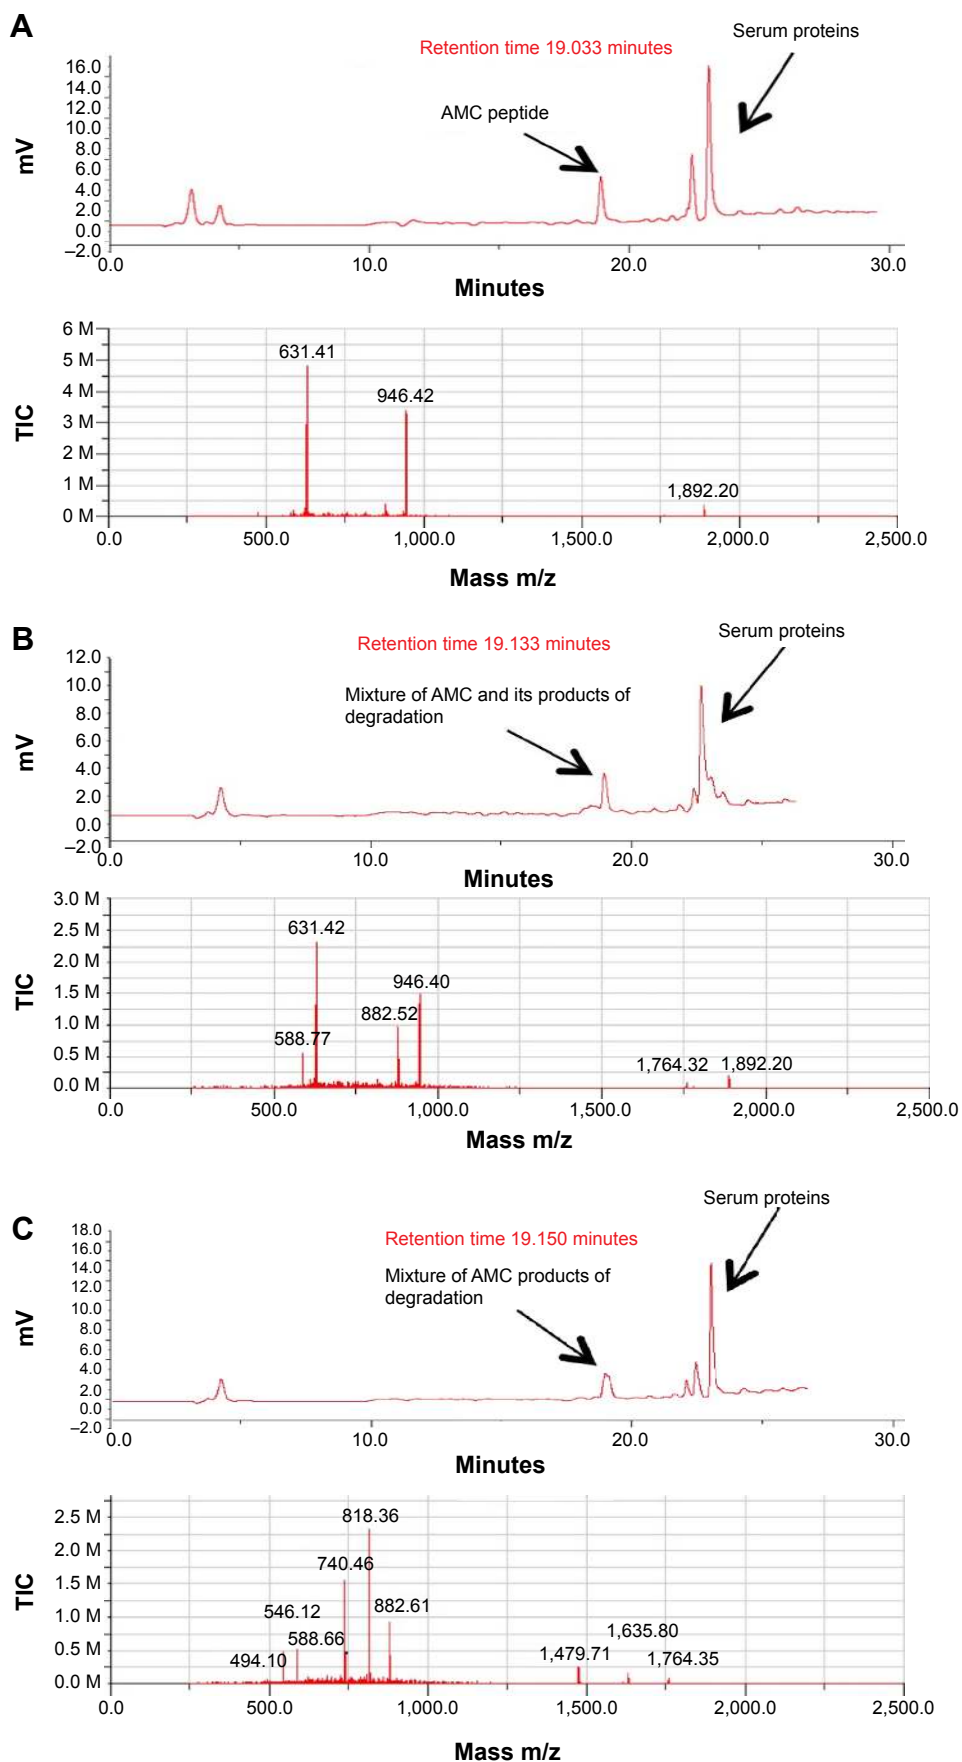 A
Retention time 19.033 minutes
Serum proteins
AMC peptide
mV
16.0
14.0
12.0
10.0
8.0
6.0
4.0
2.0
0.0
–2.0
0.0 10.0 20.0 30.0
Minutes
TIC
6 M
5 M
4 M
3 M
2 M
1 M
0 M
631.41
946.42
1,892.20
0.0 500.0 1,000.0 1,500.0 2,000.0 2,500.0
Mass m/z
B
Retention time 19.133 minutes
Serum proteins
Mixture of AMC and its products of
degradation
mV
12.0
10.0
8.0
6.0
4.0
2.0
0.0
–2.0
0.0 10.0 20.0 30.0
Minutes
TIC
3.0 M
2.5 M
2.0 M
1.5 M
1.0 M
0.5 M
0.0 M
631.42
946.40
882.52
588.77
1,764.32 1,892.20
0.0 500.0 1,000.0 1,500.0 2,000.0 2,500.0
Mass m/z
C
Serum proteins
Retention time 19.150 minutes
Mixture of AMC products of
degradation
mV
18.0
16.0
14.0
12.0
10.0
8.0
6.0
4.0
2.0
0.0
–2.0
0.0 10.0 20.0 30.0
Minutes
TIC
2.5 M
2.0 M
1.5 M
1.0 M
0.5 M
0.0 M
818.36
740.46
546.12
882.61
588.66
494.10
1,635.80
1,479.71
1,764.35
0.0 500.0 1,000.0 1,500.0 2,000.0 2,500.0
Mass m/z